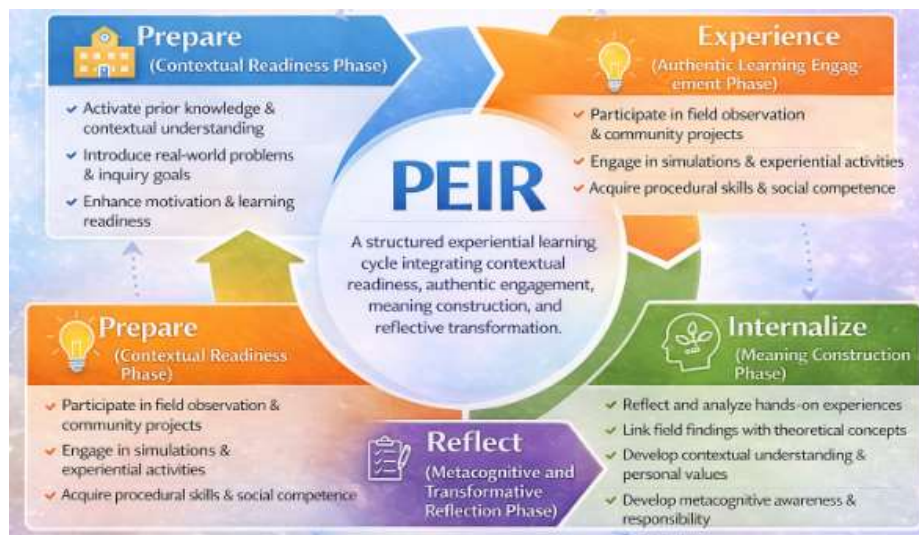 Prepare
(Contextual Readiness Phase)
Activate prior knowledge &
contextual understanding
Introduce real-world problems
& inquiry goals
Enhance motivation & learning
readiness
Experience
(Authentic Learning Engag-
ement Phase)
Participate in field observation
& community projects
Engage in simulations & experiential activities
Acquire procedural skills & social competence
PEIR
A structured experiential learning
cycle integrating contextual
readiness, authentic engagement,
meaning construction, and
reflective transformation.
Prepare
(Contextual Readiness
Phase)
Participate in field observation &
community projects
Engage in simulations &
experiential activities
Acquire procedural skills & social competence
Reflect
(Metacognitive and
Transformative
Reflection Phase)
Internalize
(Meaning Construction
Phase)
Reflect and analyze hands-on experiences
Link field findings with theoretical concepts
Develop contextual understanding &
personal values
Develop metacognitive awareness &
responsibility